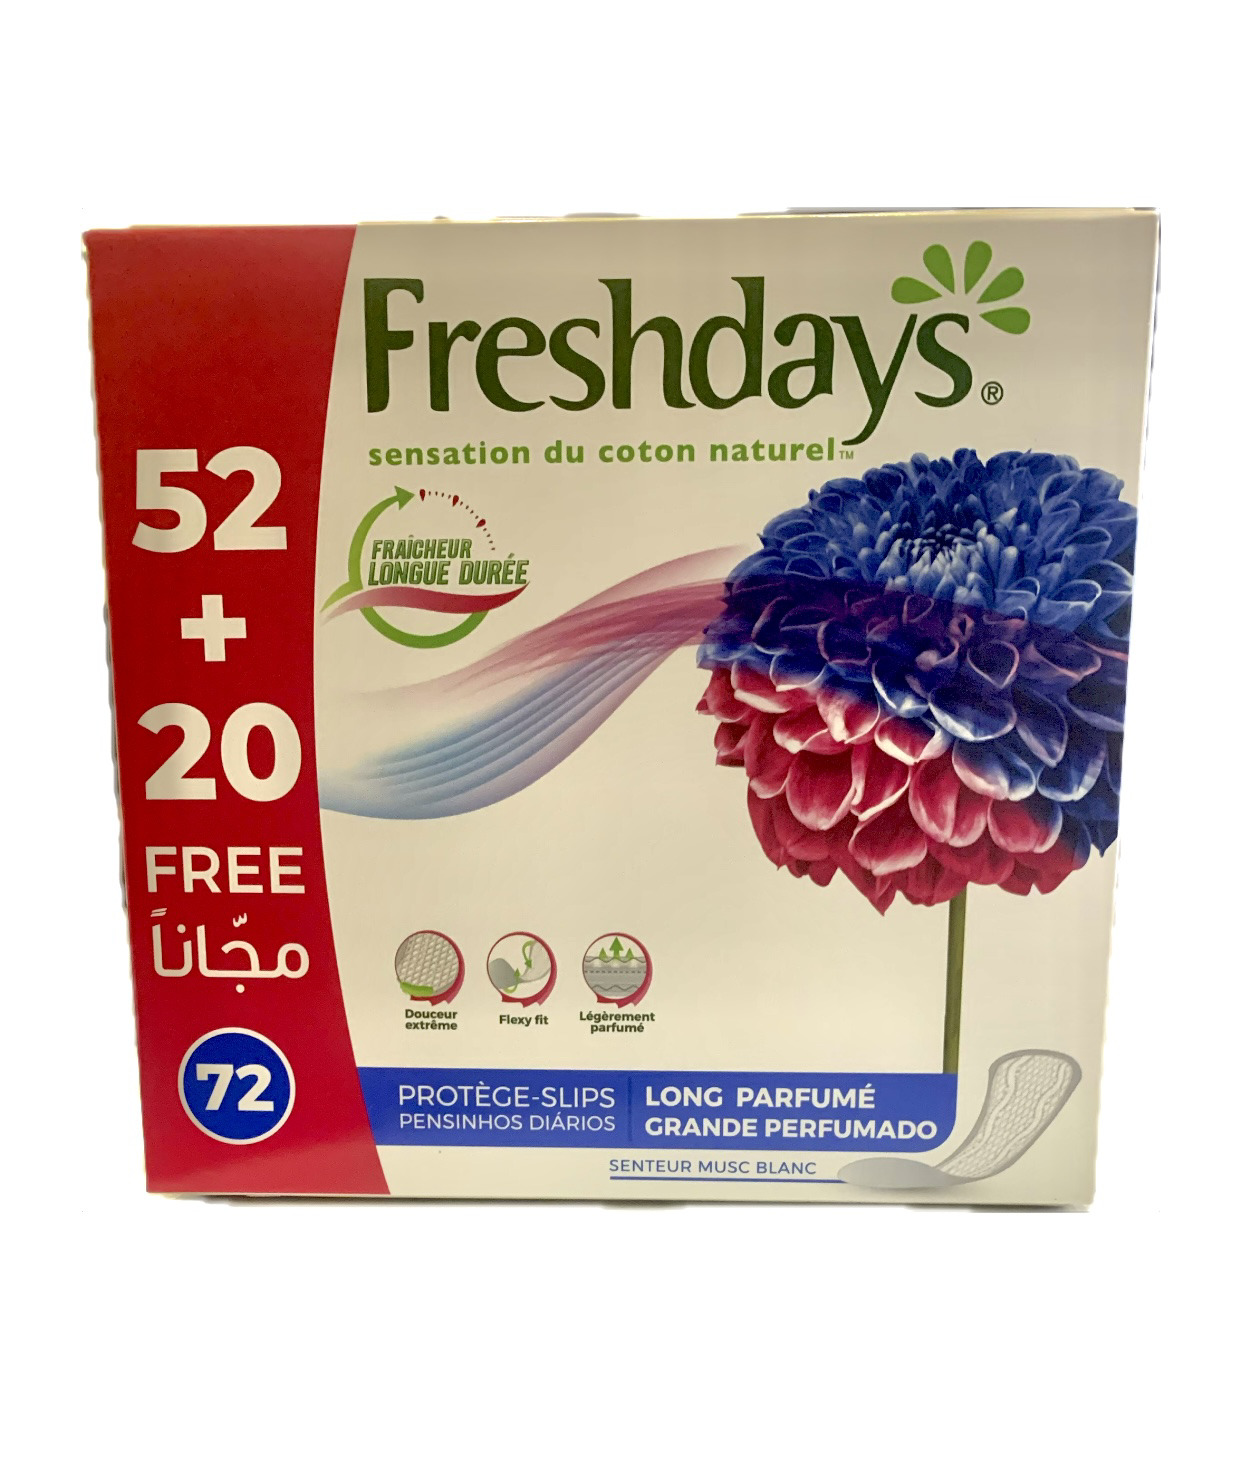 Freshdays®
sensation du coton naturel™
FRAÎCHEUR
LONGUE DURÉE
52
+
20
FREE
مجّاناً
72
Douceur
extrême
Flexy fit
Légèrement
parfumé
PROTÈGE-SLIPS
PENSINHOS DIÁRIOS
LONG PARFUMÉ
GRANDE PERFUMADO
SENTEUR MUSC BLANC